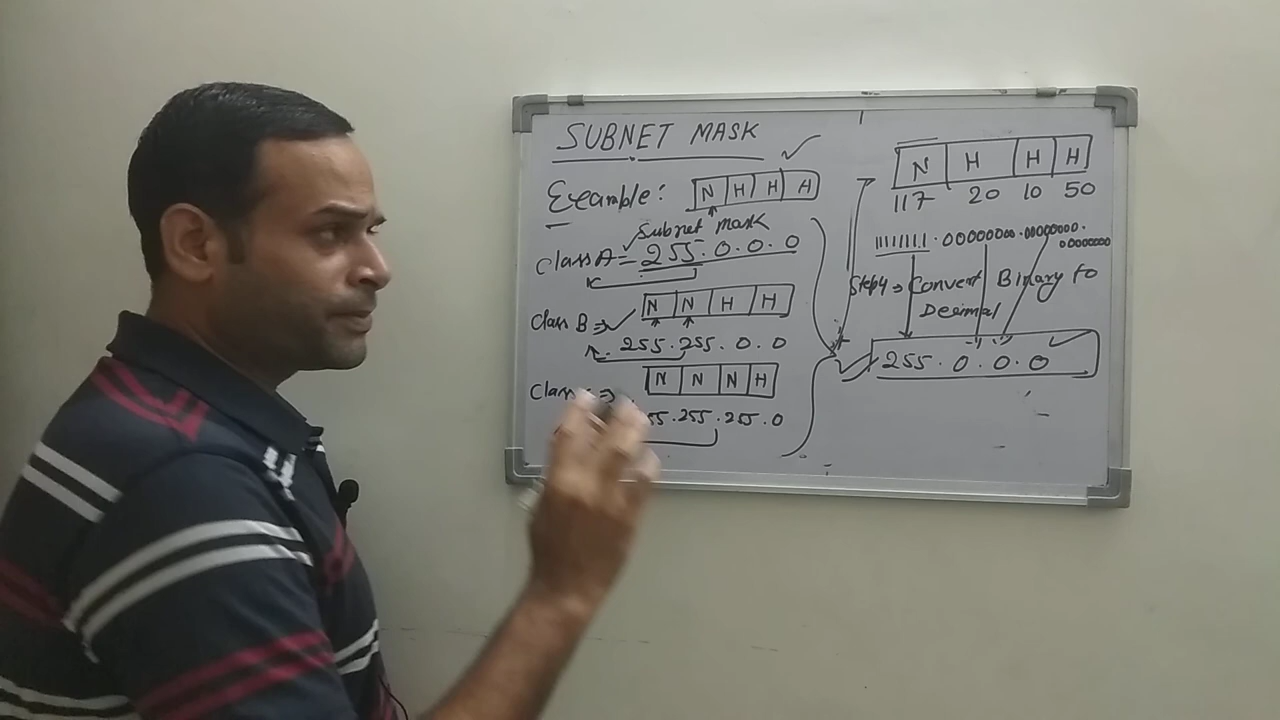 SUBNET MASK
Example:
N H H H
Subnet mask
Class A = 255.0.0.0
N N H H
Class B =>
255.255.0.0
N N N H
Class =>
255.255.0
N H H H
117 20 10 50
11111111.00000000.00000000.
00000000
Step4 => Convert Binary to
Decimal
255.0.0.0